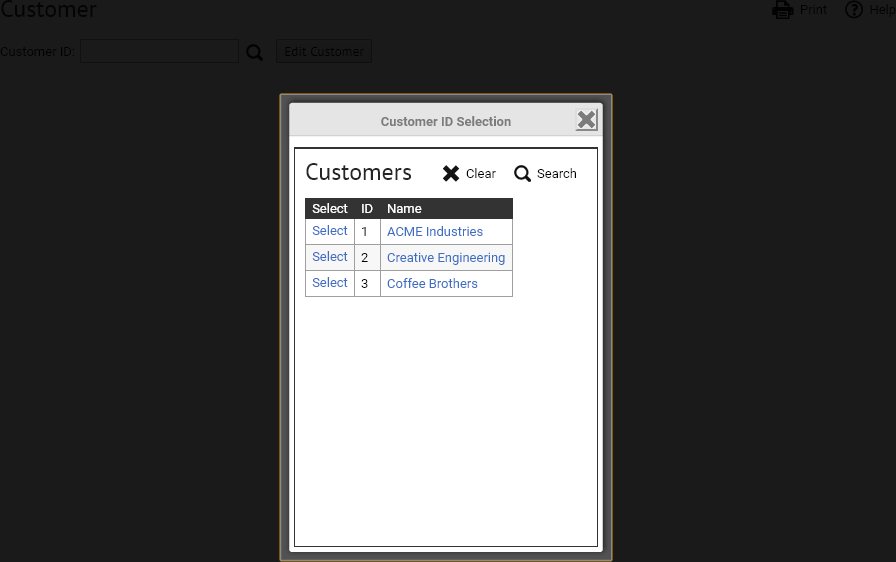 Customer
Print
Help
Customer ID:
Edit Customer
Customer ID Selection
Customers
Clear
Search
Select ID Name
Select 1 ACME Industries
Select 2 Creative Engineering
Select 3 Coffee Brothers